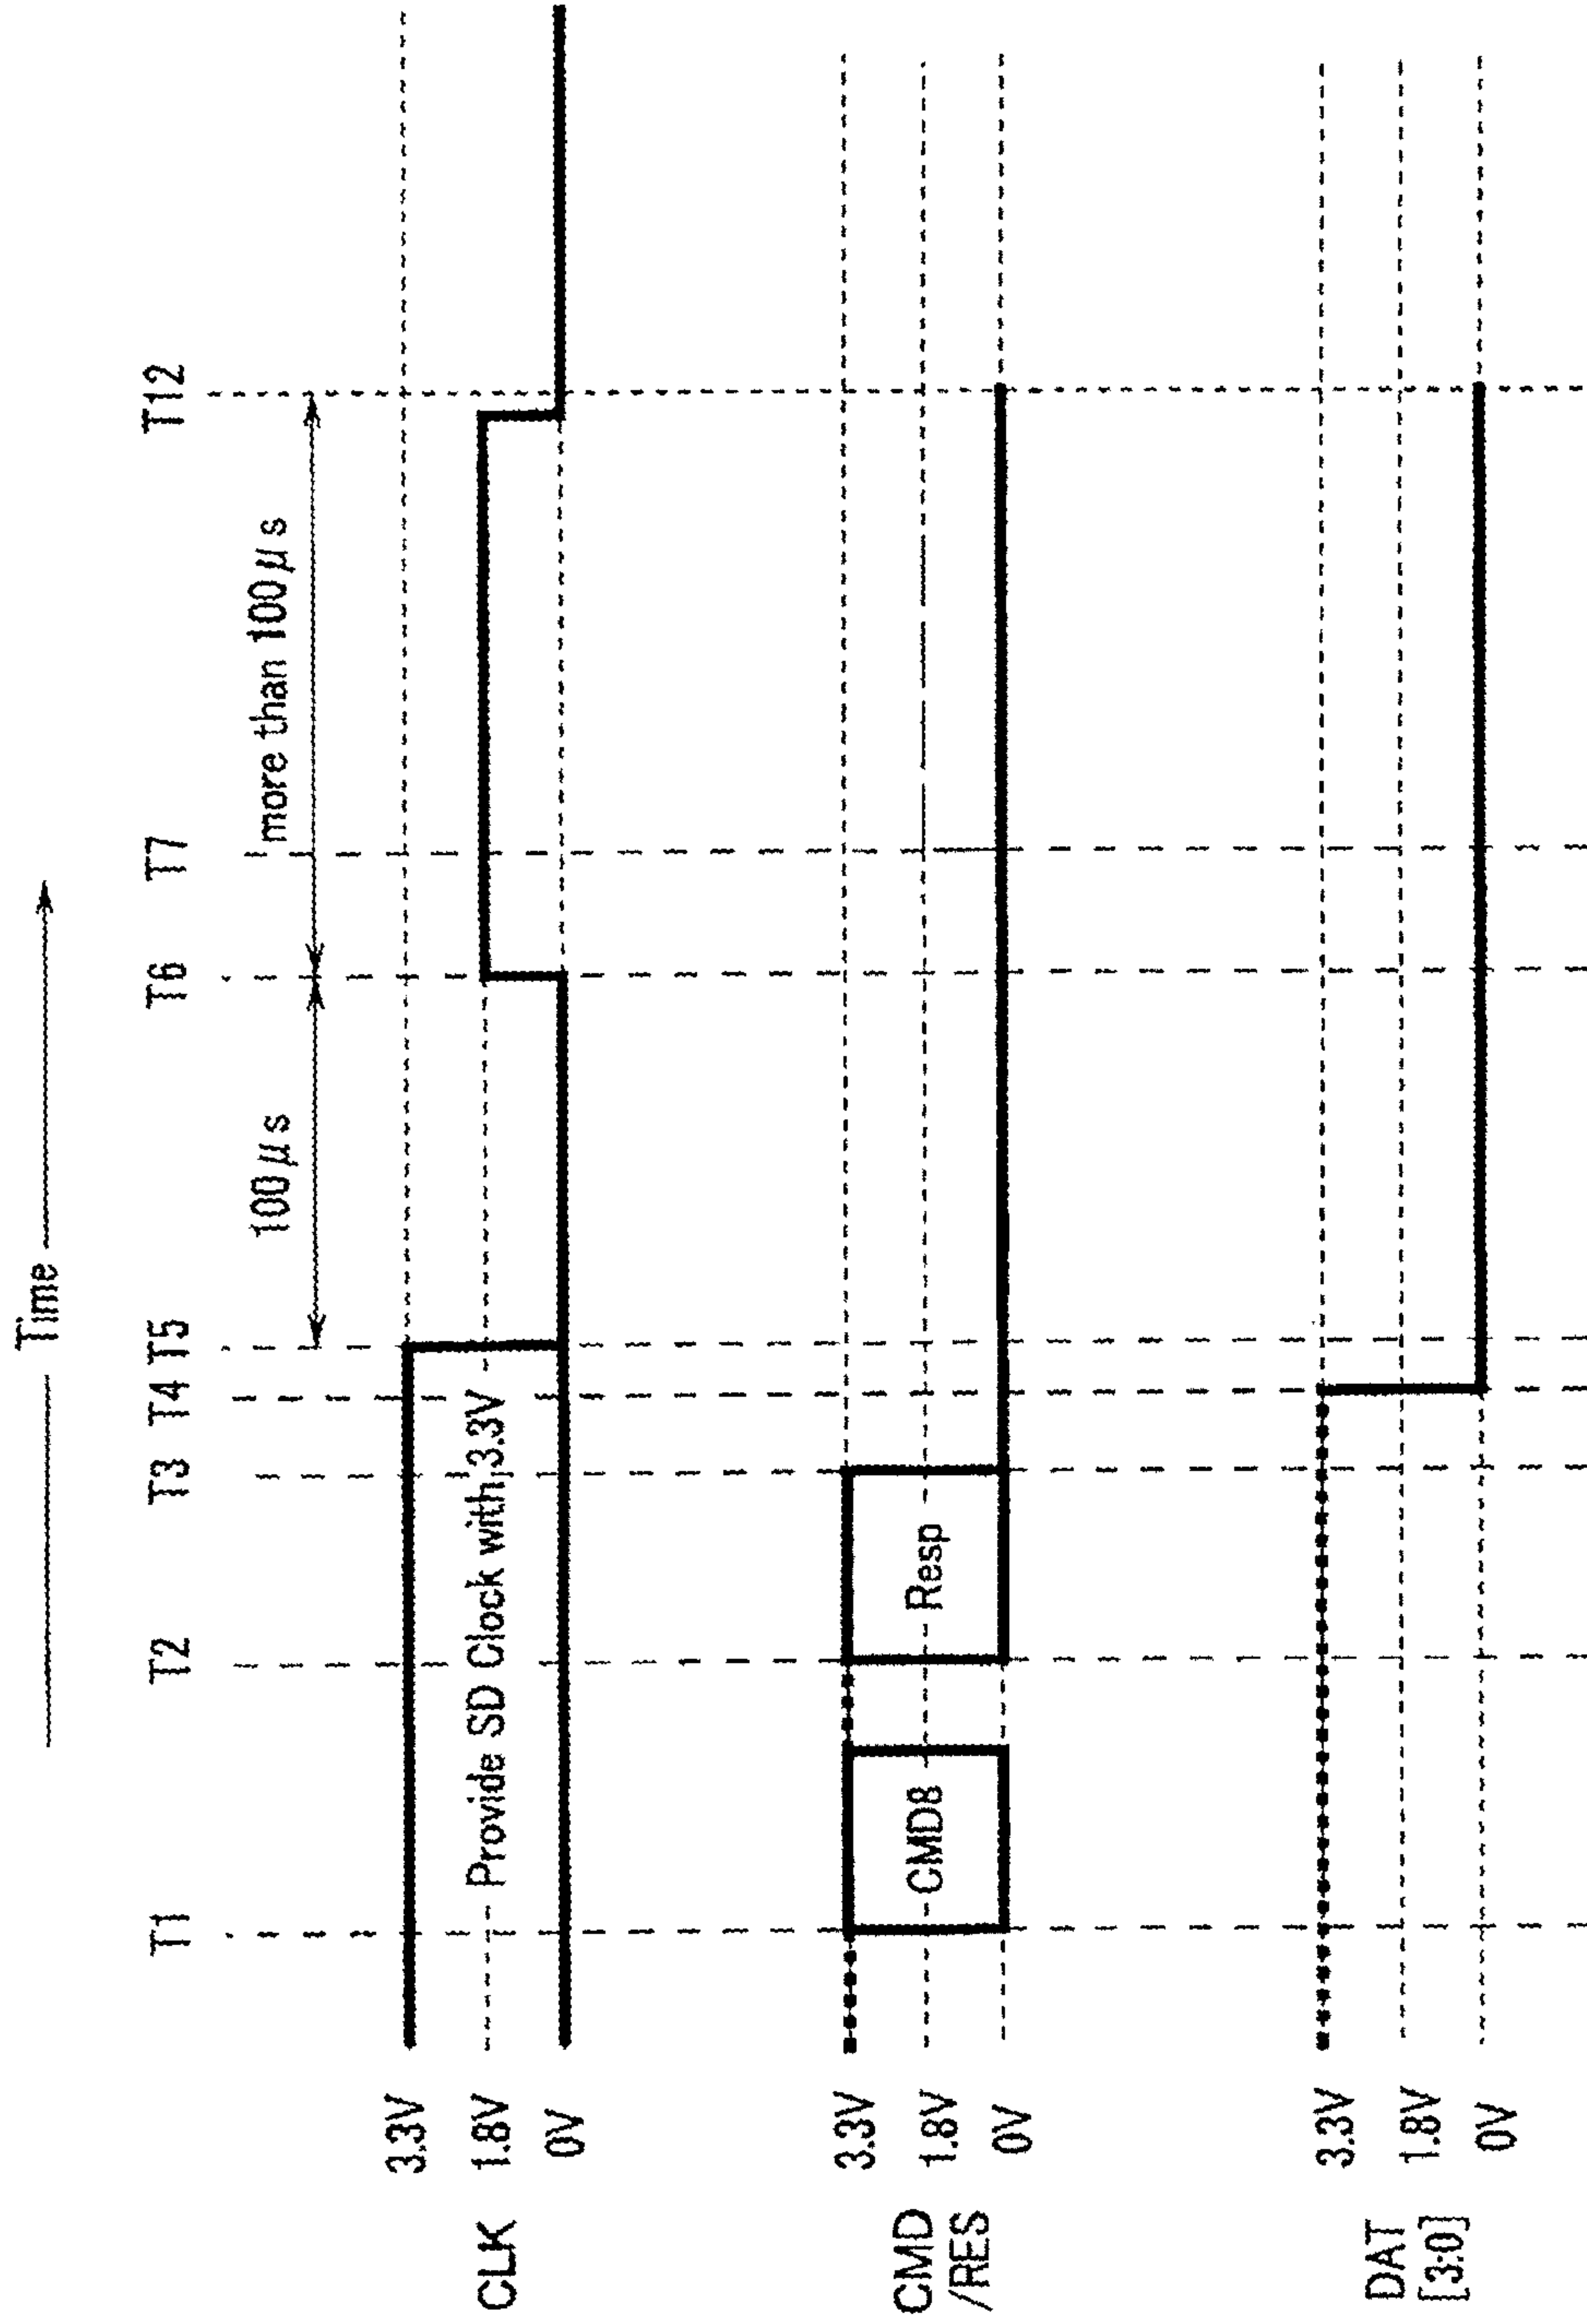 Time
T1
T2
T3
T4
T5
T6
T7
T12
100μs
more than 100μs
CLK
3.3V
1.8V
0V
Provide SD Clock with 3.3V
CMD
/RES
3.3V
1.8V
0V
CMD8
Resp
DAT
[3:0]
3.3V
1.8V
0V